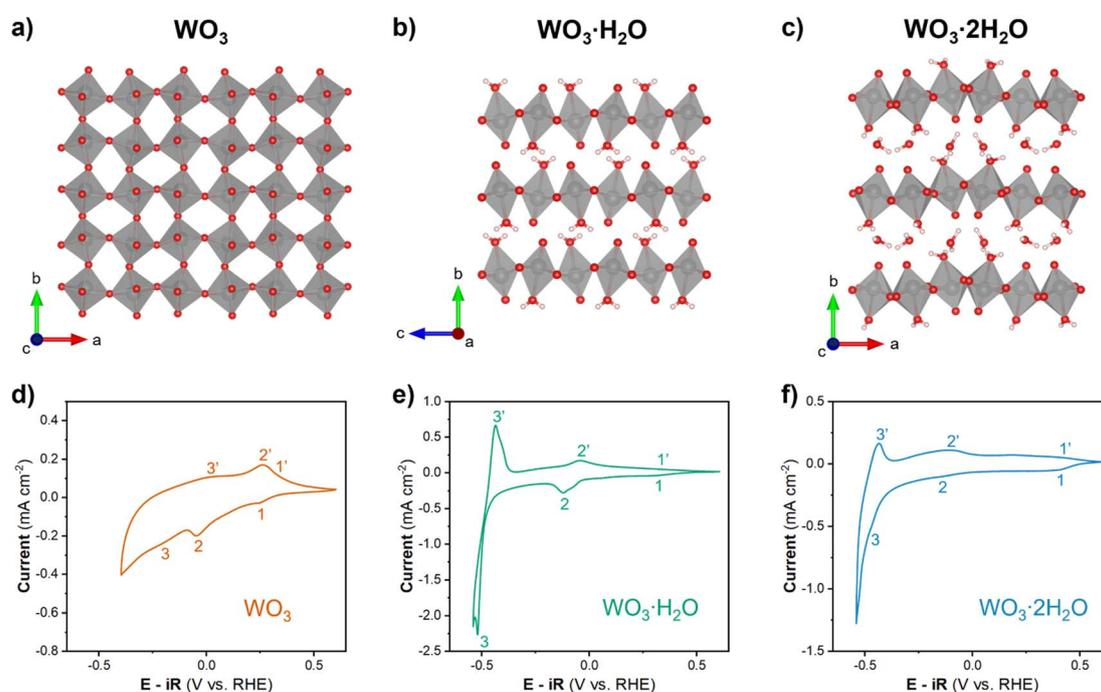 a)
WO₃
b)
WO₃·H₂O
c)
WO₃·2H₂O
b
c
a
b
c
a
b
c
a
d)
0.4
0.2
0.0
-0.2
-0.4
-0.6
-0.8
Current (mA cm⁻²)
3'
2'
1'
1
2
3
WO₃
-0.5
0.0
0.5
E - iR (V vs. RHE)
e)
1.0
0.5
0.0
-0.5
-1.0
-1.5
-2.0
-2.5
Current (mA cm⁻²)
3'
2'
1'
1
2
3
WO₃·H₂O
-0.5
0.0
0.5
E - iR (V vs. RHE)
f)
0.5
0.0
-0.5
-1.0
-1.5
Current (mA cm⁻²)
3'
2'
1'
1
2
3
WO₃·2H₂O
-0.5
0.0
0.5
E - iR (V vs. RHE)